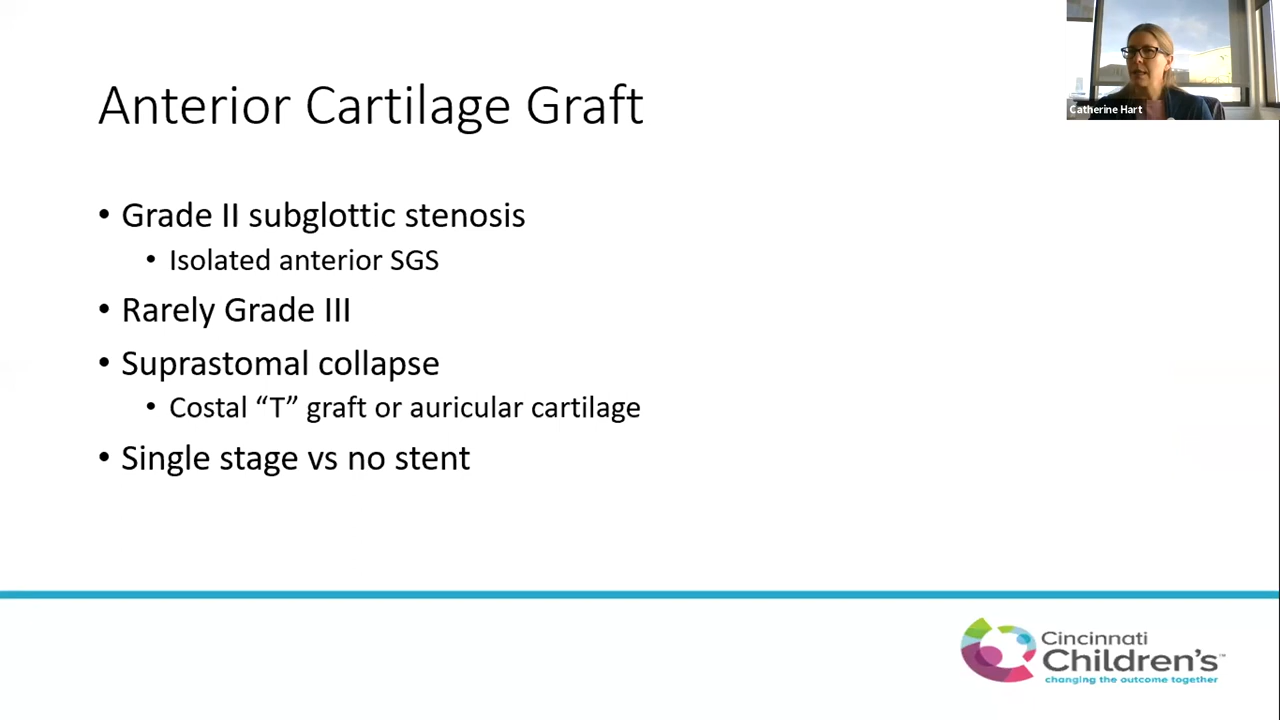 Anterior Cartilage Graft
Catherine Hart
• Grade II subglottic stenosis
• Isolated anterior SGS
• Rarely Grade III
• Suprastomal collapse
• Costal “T” graft or auricular cartilage
• Single stage vs no stent
Cincinnati
Children's™
changing the outcome together